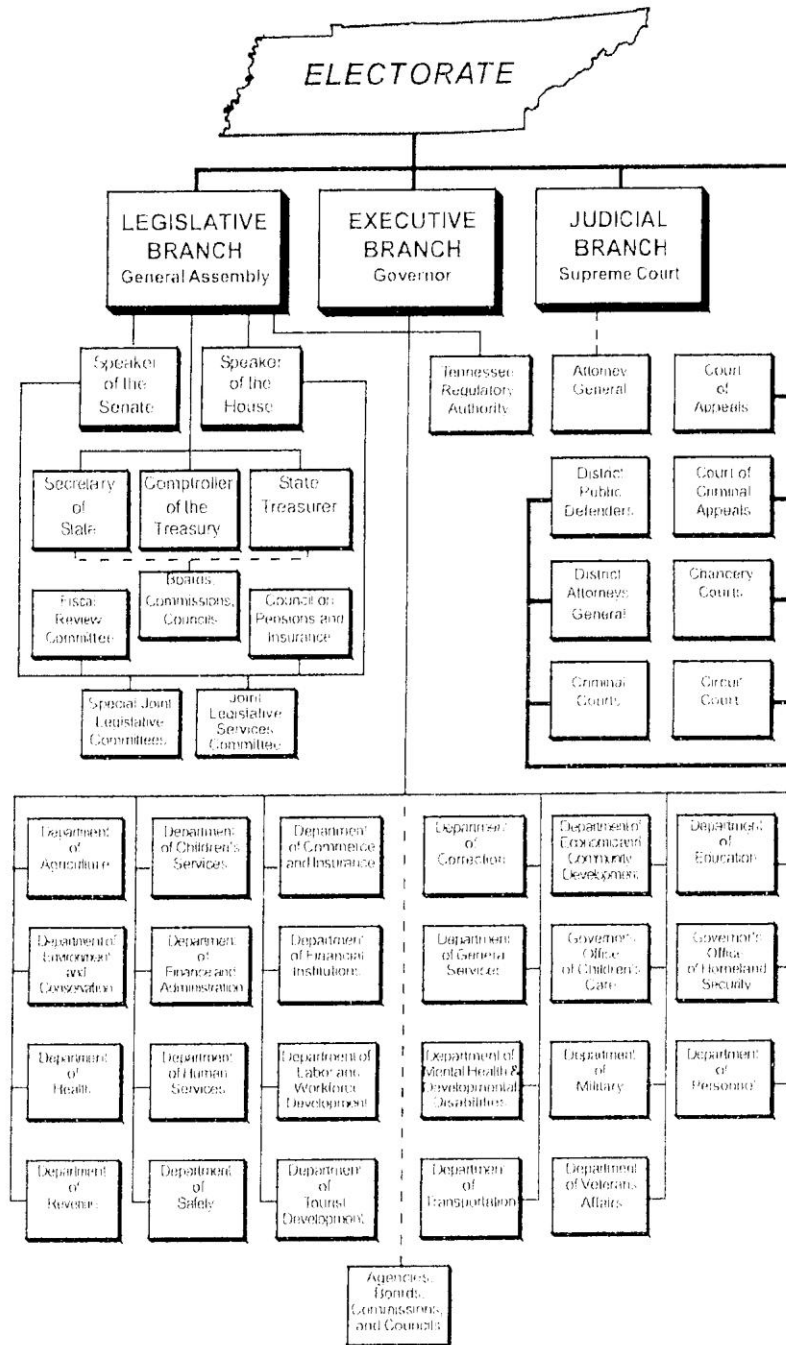 ELECTORATE
LEGISLATIVE
BRANCH
General Assembly
EXECUTIVE
BRANCH
Governor
JUDICIAL
BRANCH
Supreme Court
Speaker
of the
Senate
Speaker
of the
House
Tennessee
Regulatory
Authority
Attorney
General
Court
of
Appeals
Secretary
of
State
Comptroller
of the
Treasury
State
Treasurer
District
Public
Defenders
Court of
Criminal
Appeals
Boards,
Commissions,
Councils
Fiscal
Review
Committee
Council on
Pensions and
Insurance
District
Attorneys
General
Chancery
Courts
Special Joint
Legislative
Committees
Joint
Legislative
Services
Committee
Criminal
Courts
Circuit
Court
Department
of
Agriculture
Department
of Children's
Services
Department
of Commerce
and Insurance
Department
of
Correction
Department of
Economic and
Community
Development
Department
of
Education
Department of
Environment
and
Conservation
Department
of
Finance and
Administration
Department
of Financial
Institutions
Department
of General
Services
Governor's
Office
of Children's
Care
Governor's
Office
of Homeland
Security
Department
of
Health
Department
of Human
Services
Department of
Labor and
Workforce
Development
Department of
Mental Health &
Developmental
Disabilities
Department
of
Military
Department
of
Personnel
Department
of
Revenue
Department
of
Safety
Department
of
Tourist
Development
Department
of
Transportation
Department
of Veterans
Affairs
Agencies,
Boards,
Commissions,
and Councils